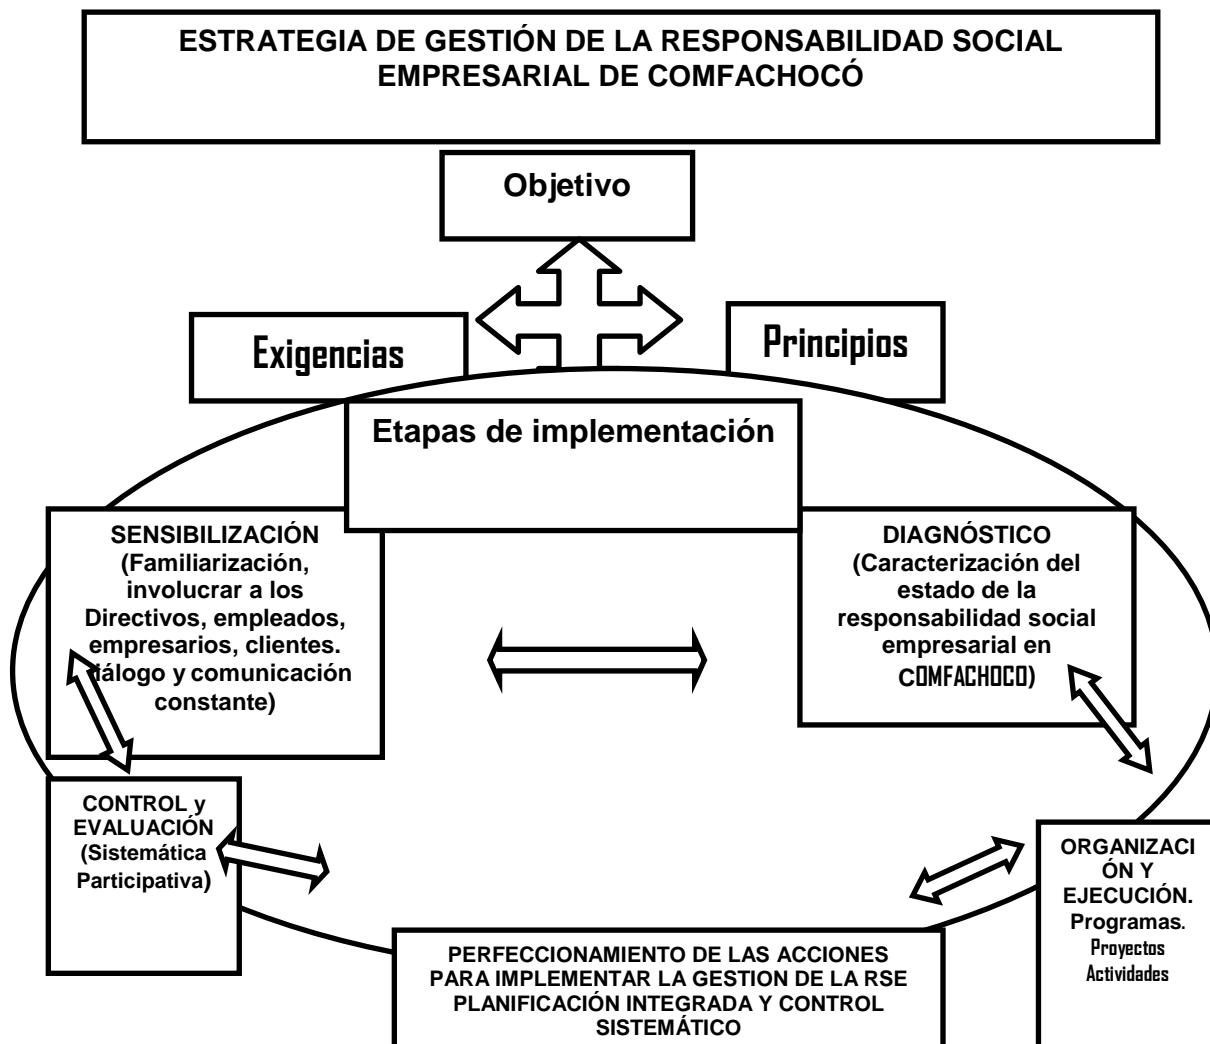 ESTRATEGIA DE GESTIÓN DE LA RESPONSABILIDAD SOCIAL
EMPRESARIAL DE COMFACHOCÓ
Objetivo
Exigencias
Principios
Etapas de implementación
SENSIBILIZACIÓN
(Familiarización,
involucrar a los
Directivos, empleados,
empresarios, clientes.
iálogo y comunicación
constante)
DIAGNÓSTICO
(Caracterización del
estado de la
responsabilidad social
empresarial en
COMFACHOCO)
CONTROL y
EVALUACIÓN
(Sistemática
Participativa)
ORGANIZACI
ÓN Y
EJECUCIÓN.
Programas.
Proyectos
Actividades
PERFECCIONAMIENTO DE LAS ACCIONES
PARA IMPLEMENTAR LA GESTION DE LA RSE
PLANIFICACIÓN INTEGRADA Y CONTROL
SISTEMÁTICO